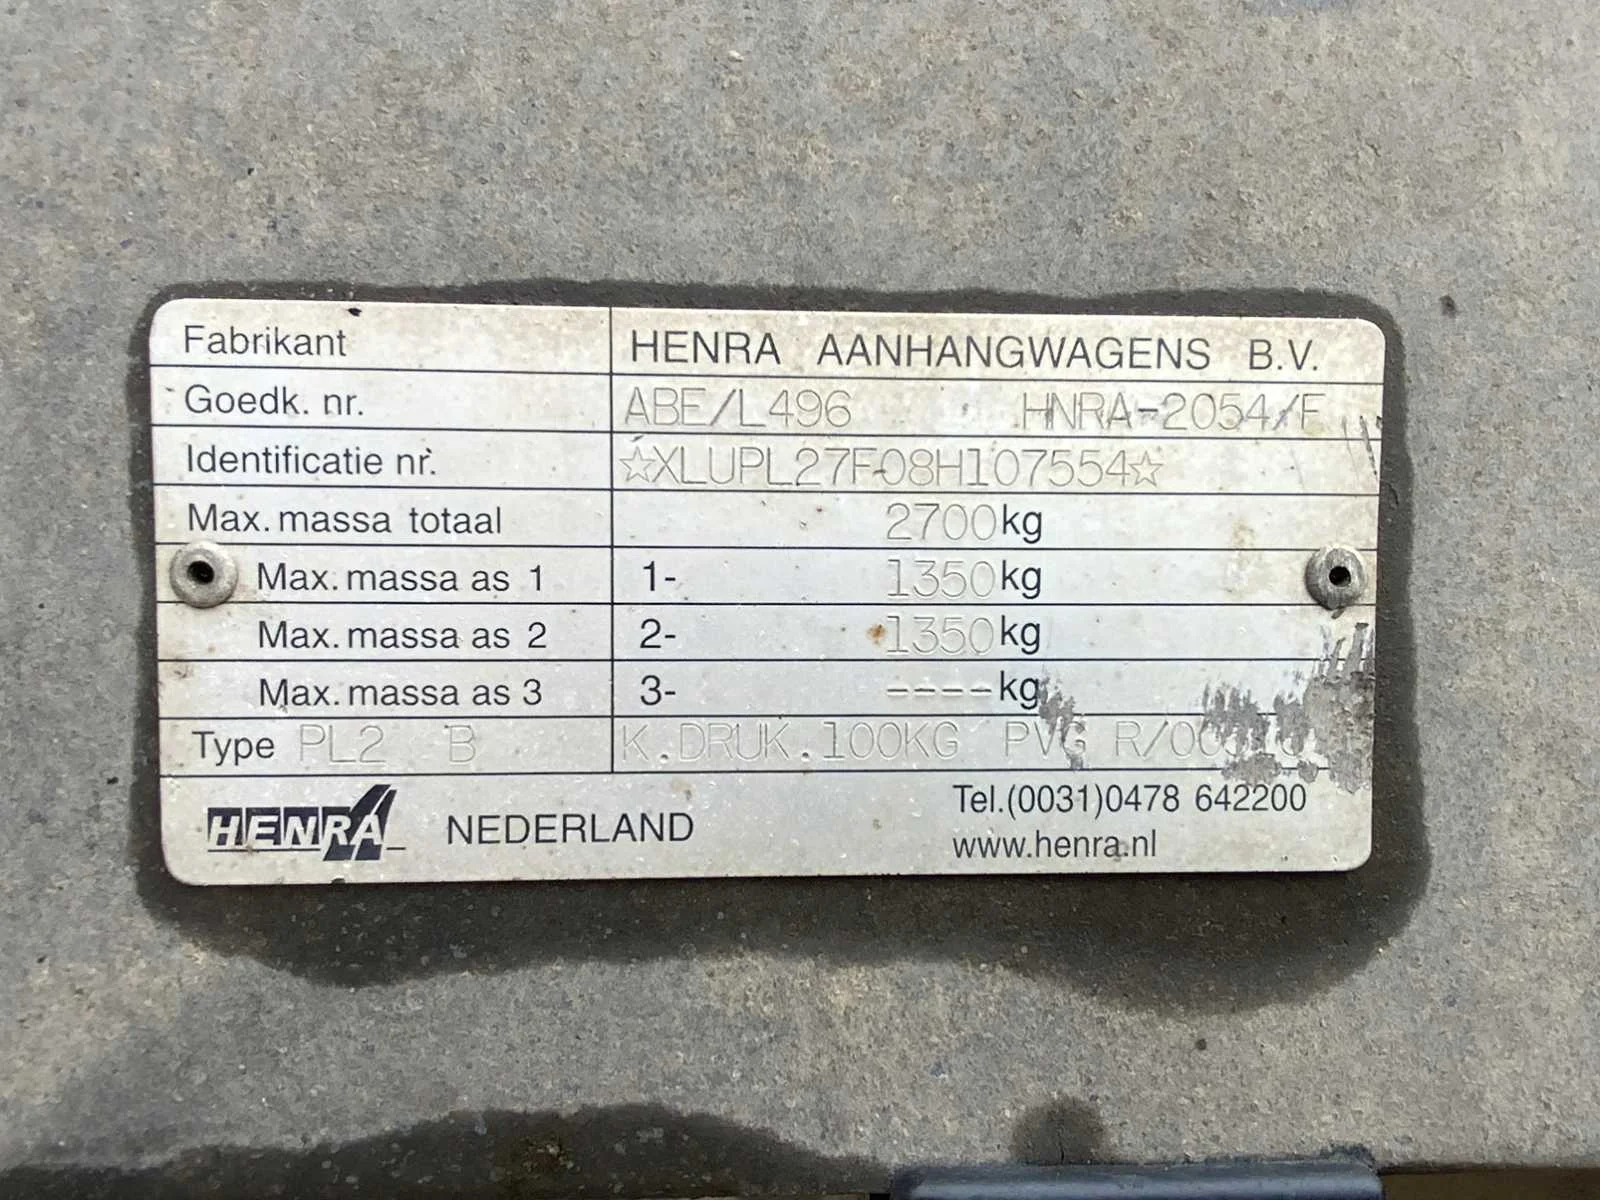 Fabrikant HENRA AANHANGWAGENS B.V.
Goedk. nr. ABE/L496 HNRA-2054/F
Identificatie nr. ☆XLUPL27F08H107554☆
Max. massa totaal 2700kg
Max. massa as 1 1- 1350kg
Max. massa as 2 2- 1350kg
Max. massa as 3 3- ----kg
Type PL2 B K.DRUK.100KG PVG
HENRA NEDERLAND
Tel.(0031)0478 642200
www.henra.nl